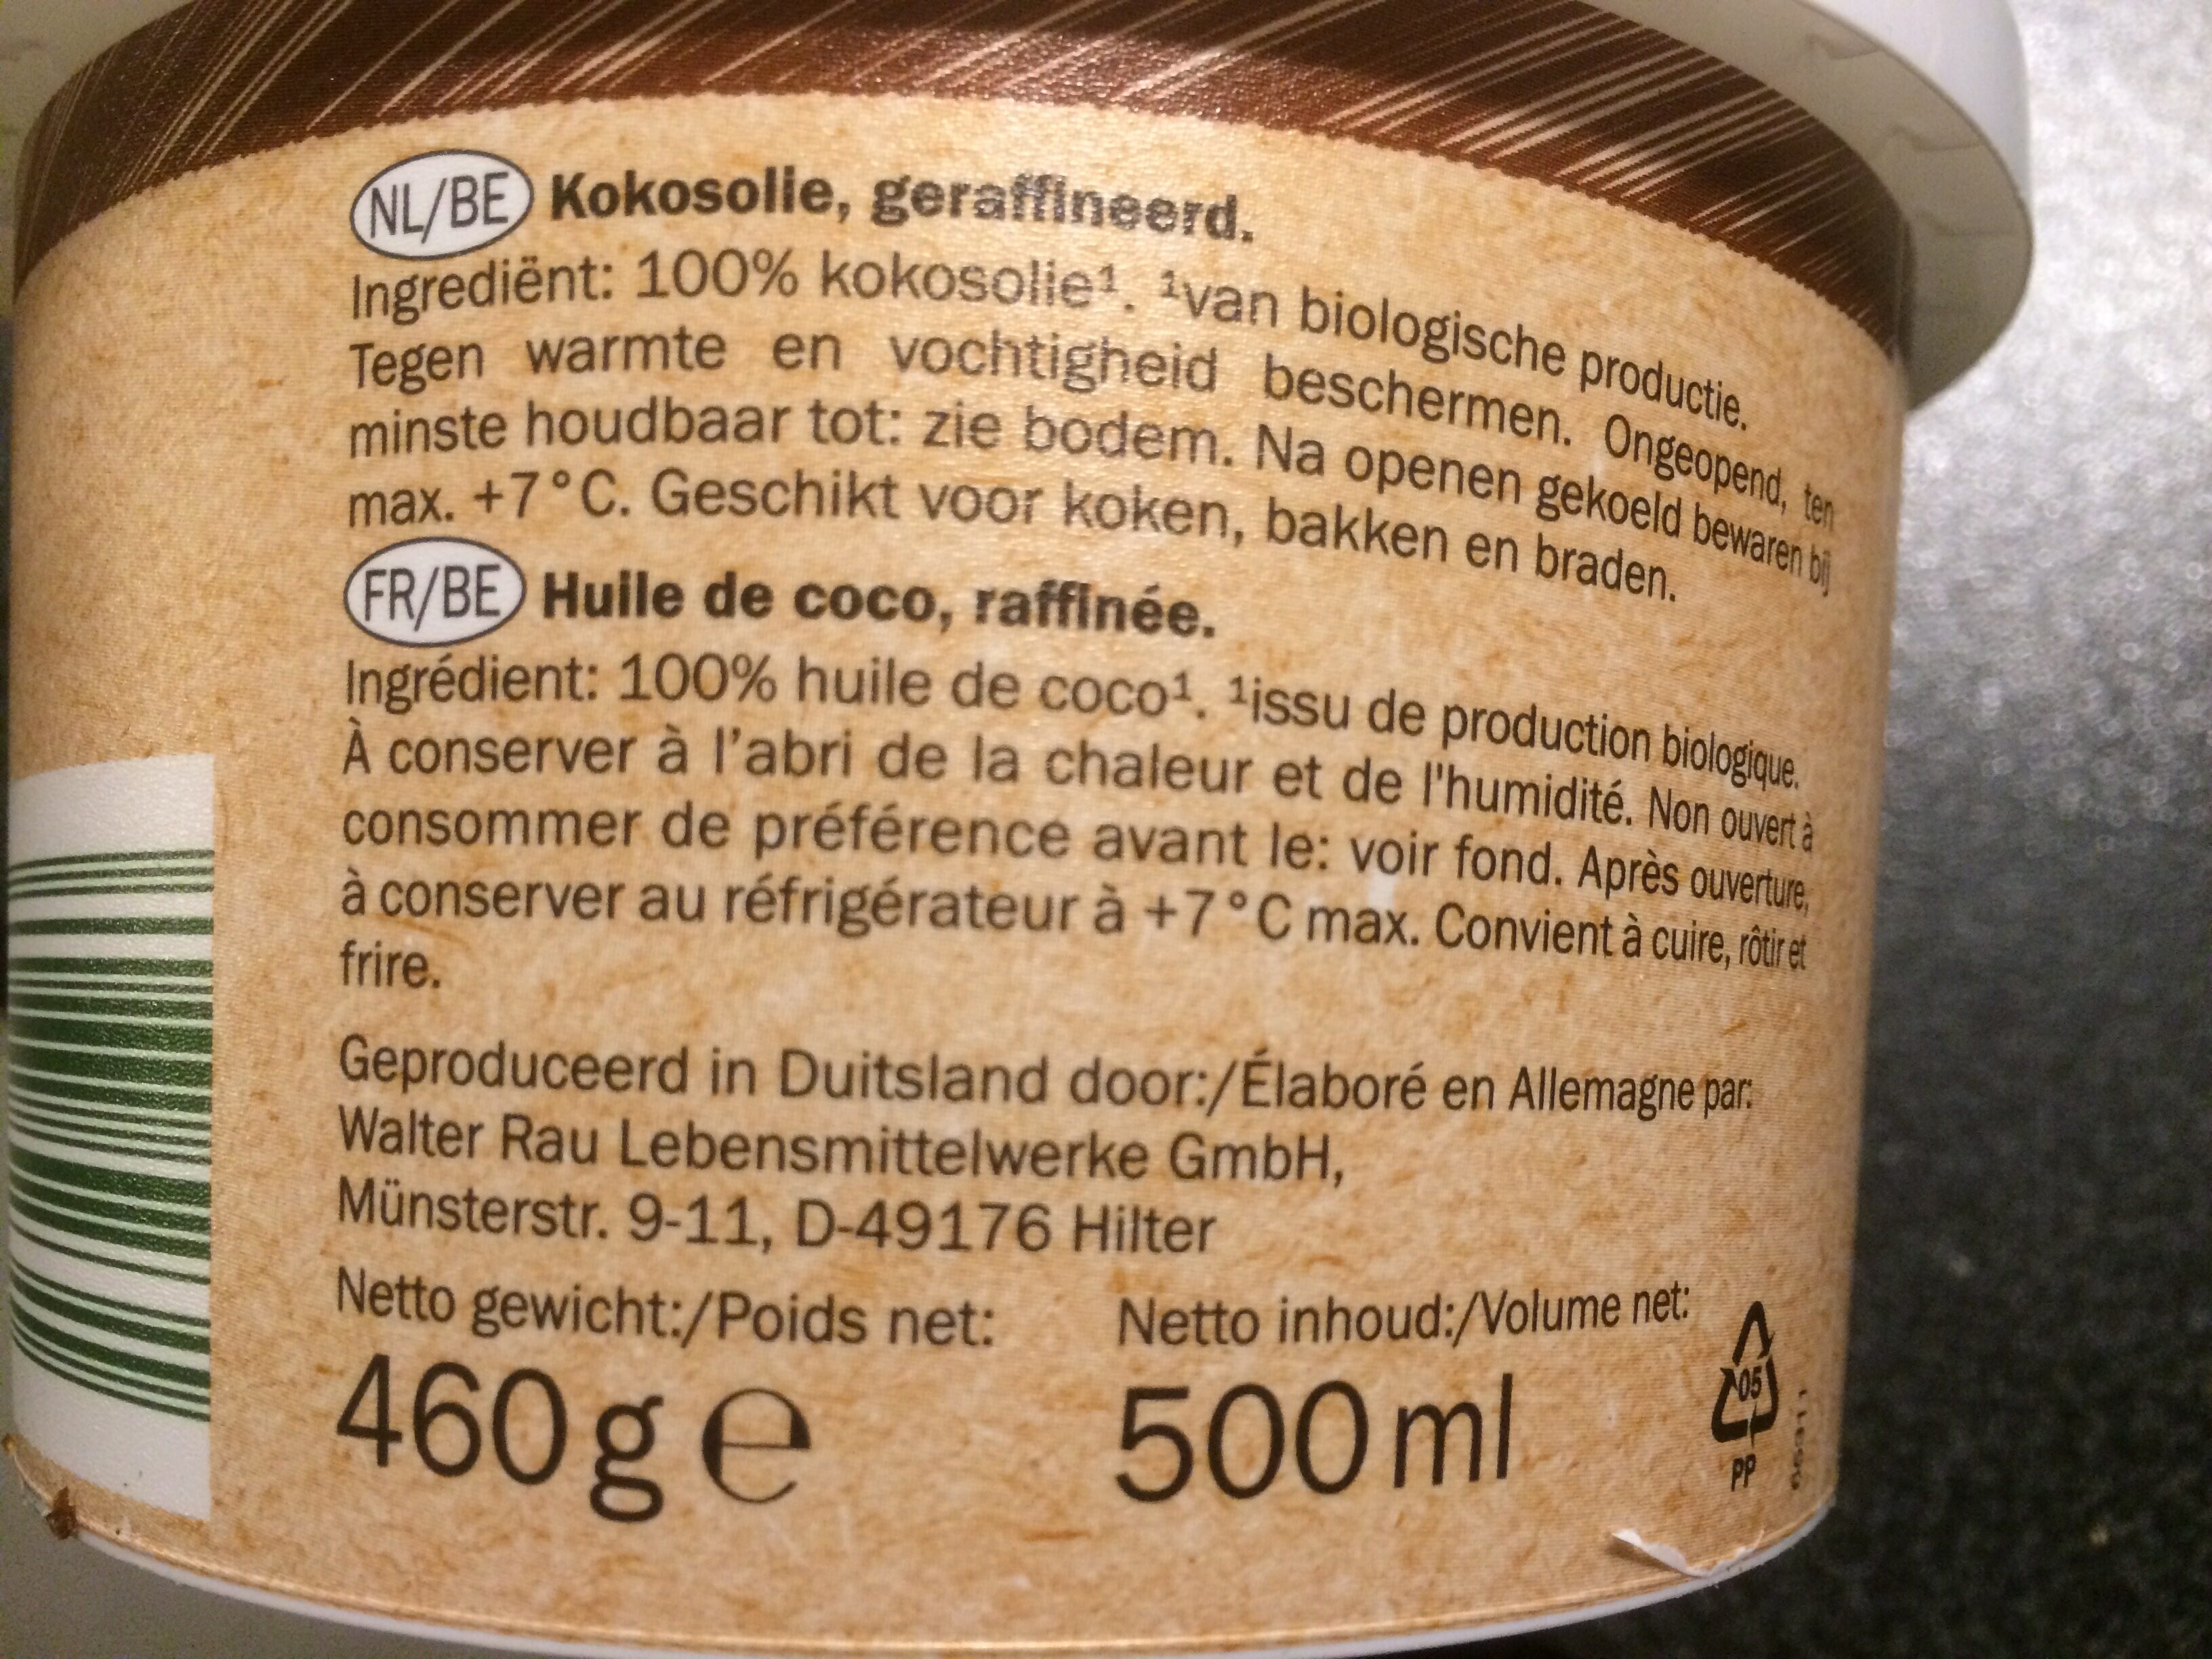 NL/BE Kokosolie, geraffineerd.
Ingrediënt: 100% kokosolie¹. ¹van biologische productie.
Tegen warmte en vochtigheid beschermen. Ongeopend, ten
minste houdbaar tot: zie bodem. Na openen gekoeld bewaren bij
max. +7°C. Geschikt voor koken, bakken en braden.
FR/BE Huile de coco, raffinée.
Ingrédient: 100% huile de coco¹. ¹issu de production biologique.
À conserver à l’abri de la chaleur et de l'humidité. Non ouvert à
consommer de préférence avant le: voir fond. Après ouverture,
à conserver au réfrigérateur à +7°C max. Convient à cuire, rôtir et
frire.
Geproduceerd in Duitsland door:/Élaboré en Allemagne par:
Walter Rau Lebensmittelwerke GmbH,
Münsterstr. 9-11, D-49176 Hilter
Netto gewicht:/Poids net:
460 g e
Netto inhoud:/Volume net:
500 ml
05
PP